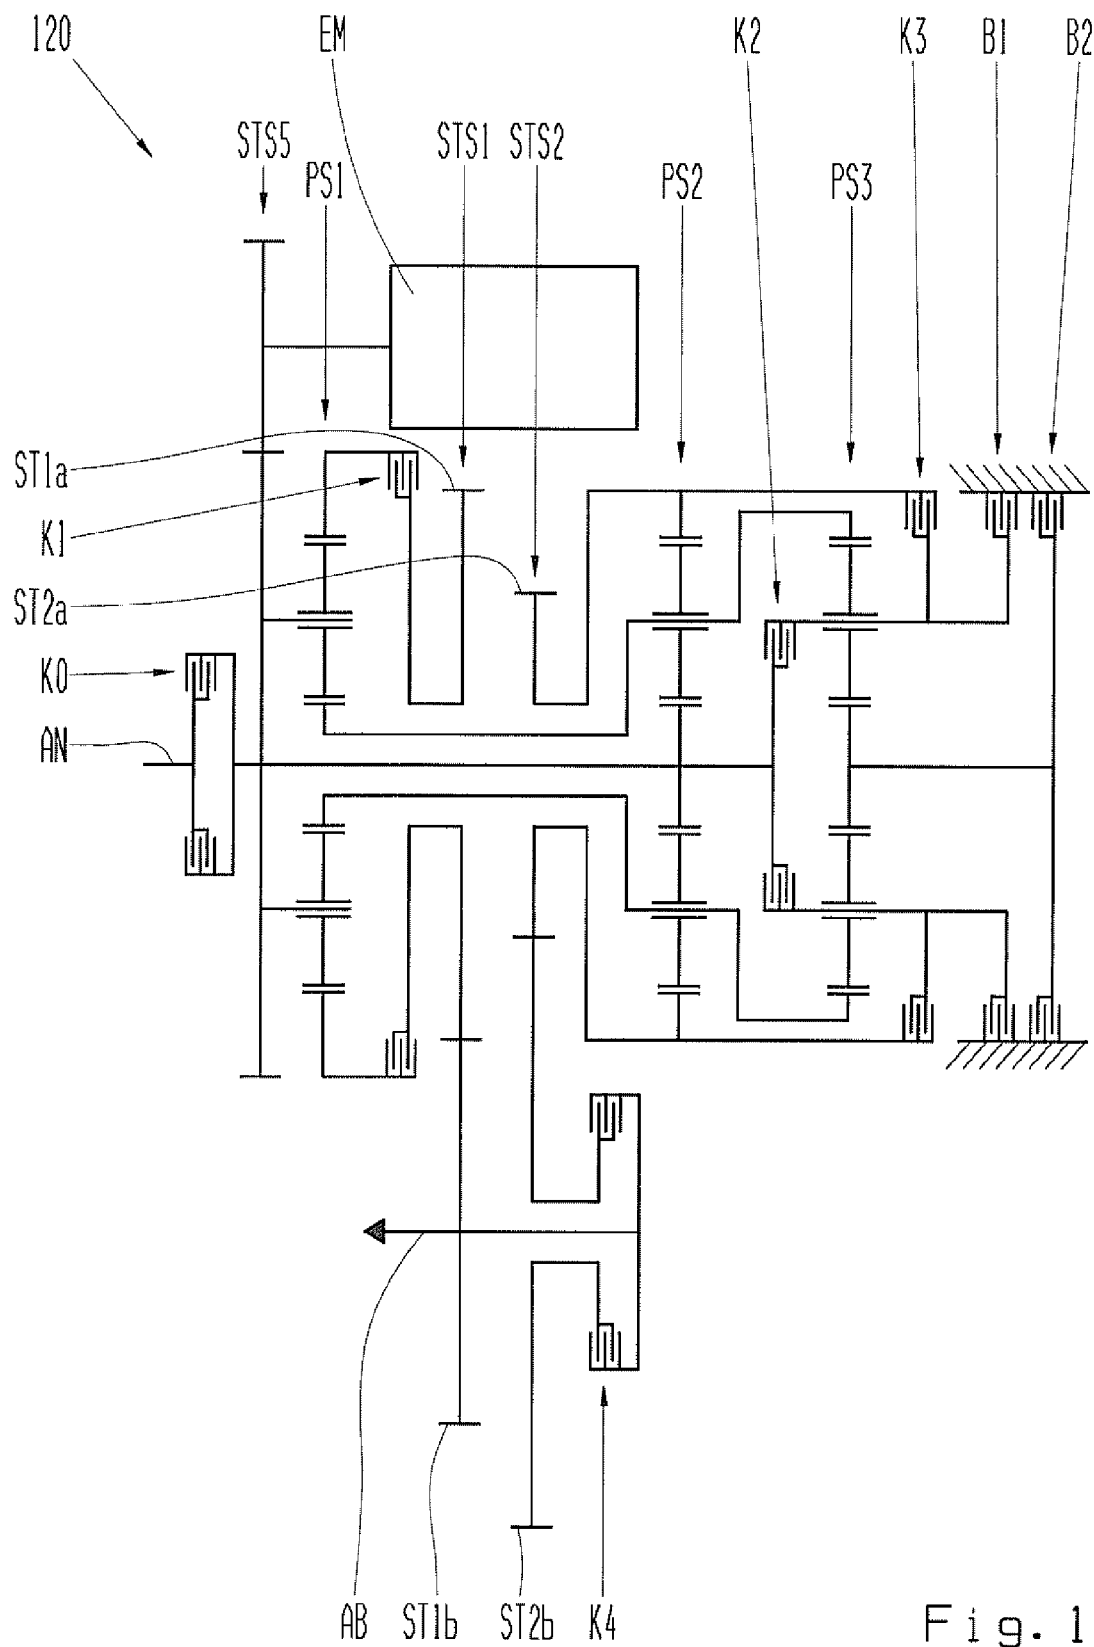 120
EM
K2
K3
B1
B2
STS5
PS1
STS1
STS2
PS2
PS3
ST1a
K1
ST2a
K0
AN
AB
ST1b
ST2b
K4
Fig. 1